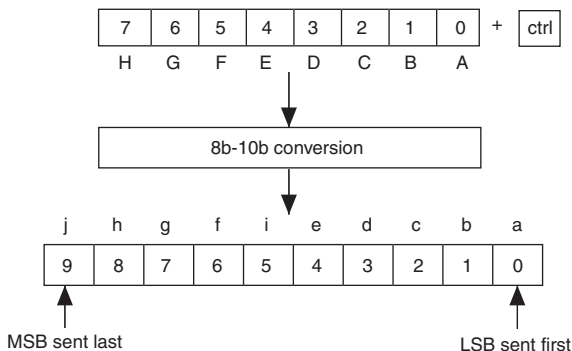 7 6 5 4 3 2 1 0 + ctrl
H G F E D C B A
8b-10b conversion
j h g f i e d c b a
9 8 7 6 5 4 3 2 1 0
MSB sent last LSB sent first